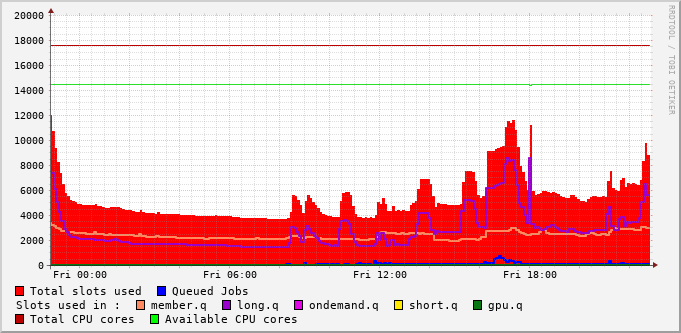 20000
18000
16000
14000
12000
10000
8000
6000
4000
2000
0
Fri 00:00 Fri 06:00 Fri 12:00 Fri 18:00
RRDTOOL / TOBI OETIKER
Total slots used Queued Jobs
Slots used in : member.q long.q ondemand.q short.q gpu.q
Total CPU cores Available CPU cores